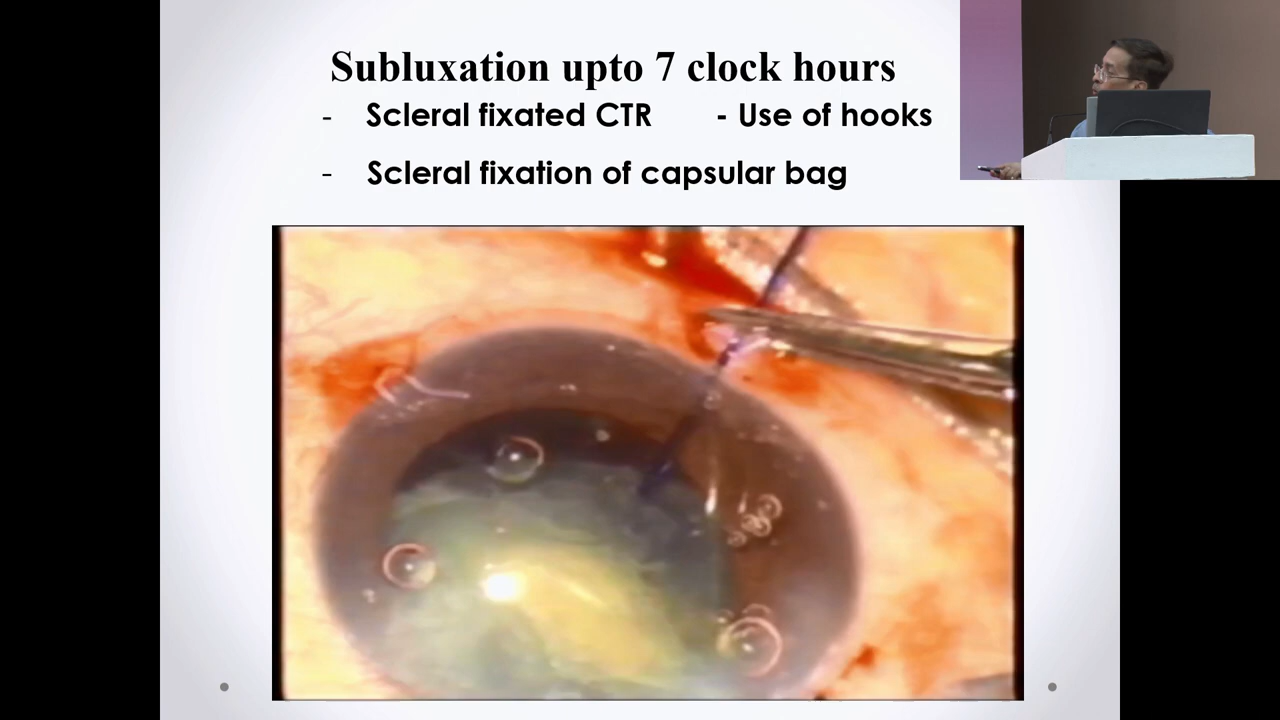 Subluxation upto 7 clock hours
- Scleral fixated CTR - Use of hooks
- Scleral fixation of capsular bag